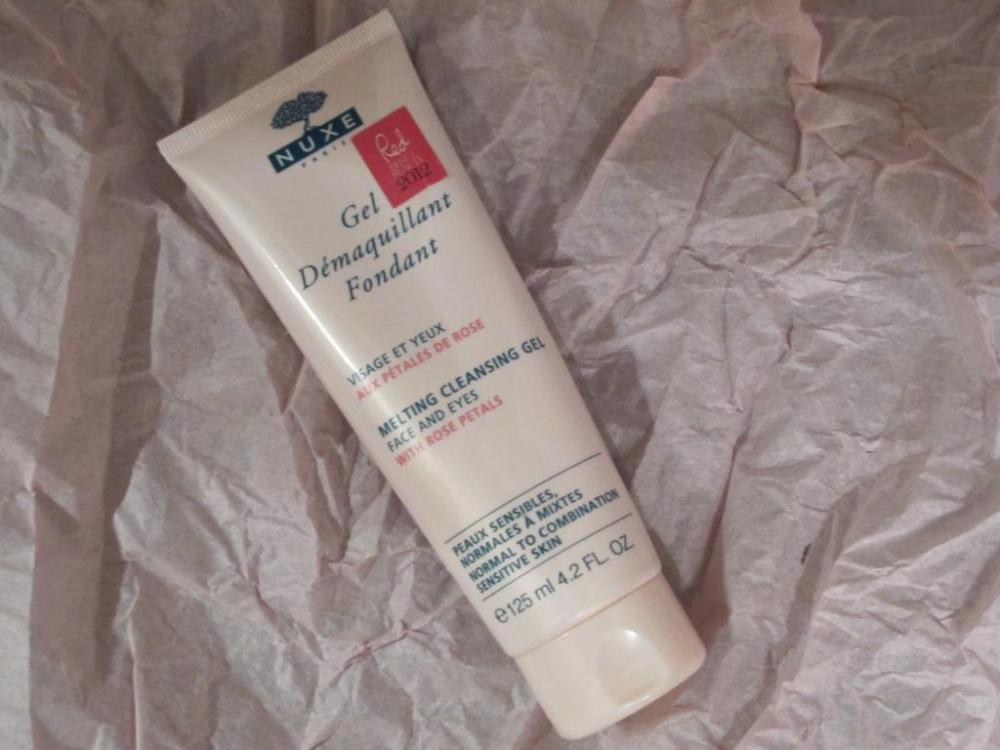 NUXE
PARIS
Red
2012
Gel
Démaquillant
Fondant
VISAGE ET YEUX
AUX PÉTALES DE ROSE
MELTING CLEANSING GEL
FACE AND EYES
WITH ROSE PETALS
PEAUX SENSIBLES,
NORMALES À MIXTES
NORMAL TO COMBINATION
SENSITIVE SKIN
℮125 ml 4.2 FL. OZ